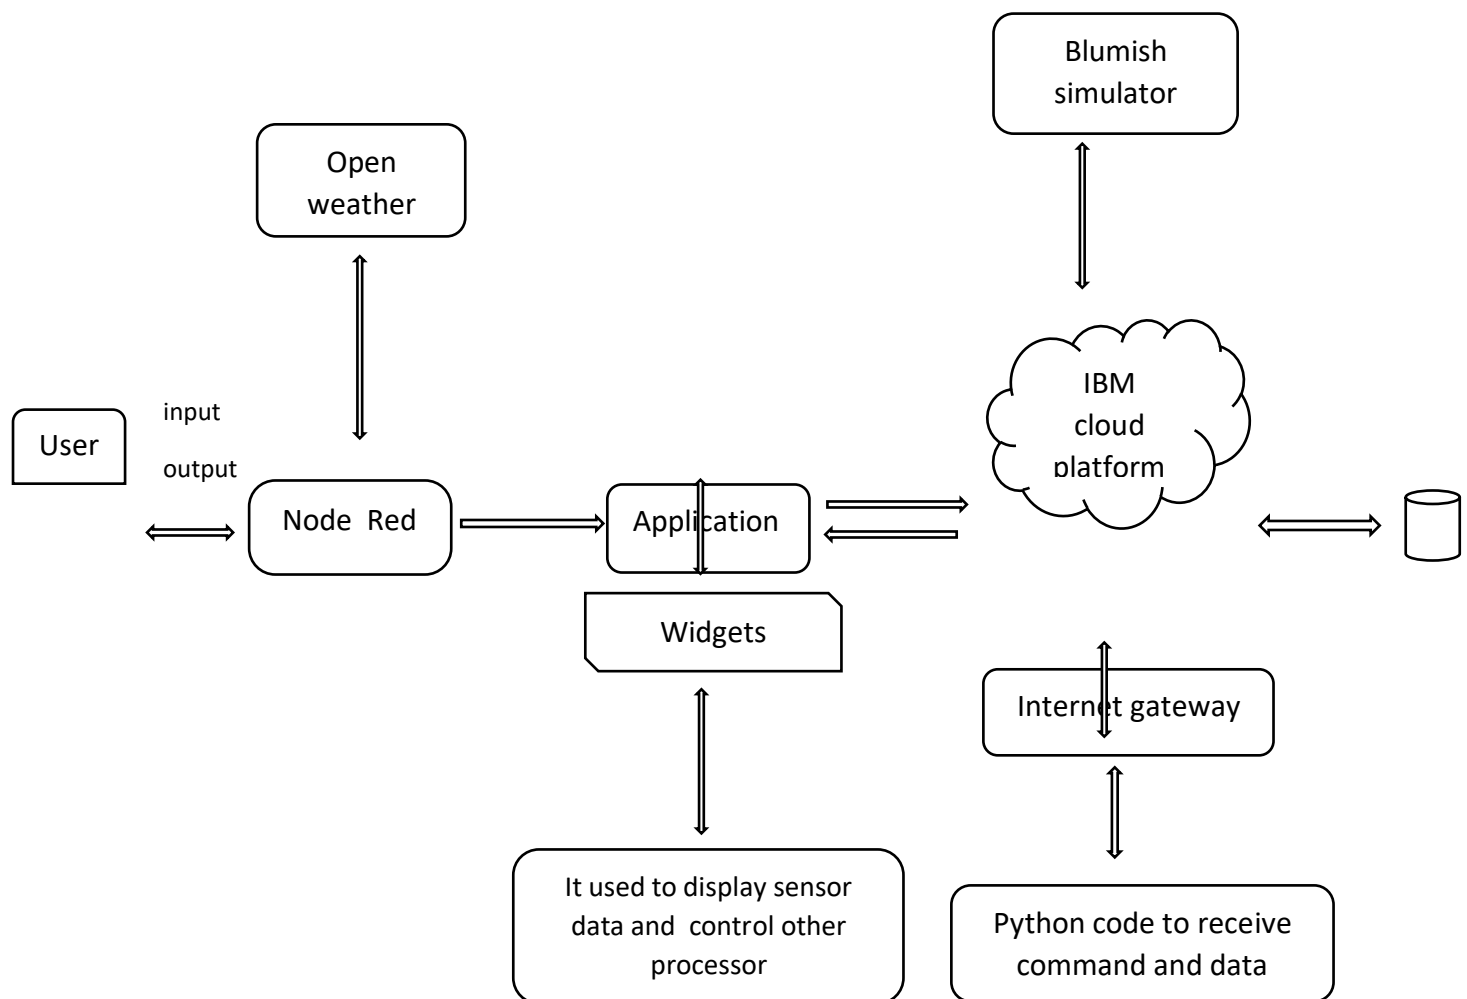 Blumish
simulator
Open
weather
IBM
cloud
platform
input
User
output
Node Red
Application
Widgets
Internet gateway
It used to display sensor
data and control other
processor
Python code to receive
command and data